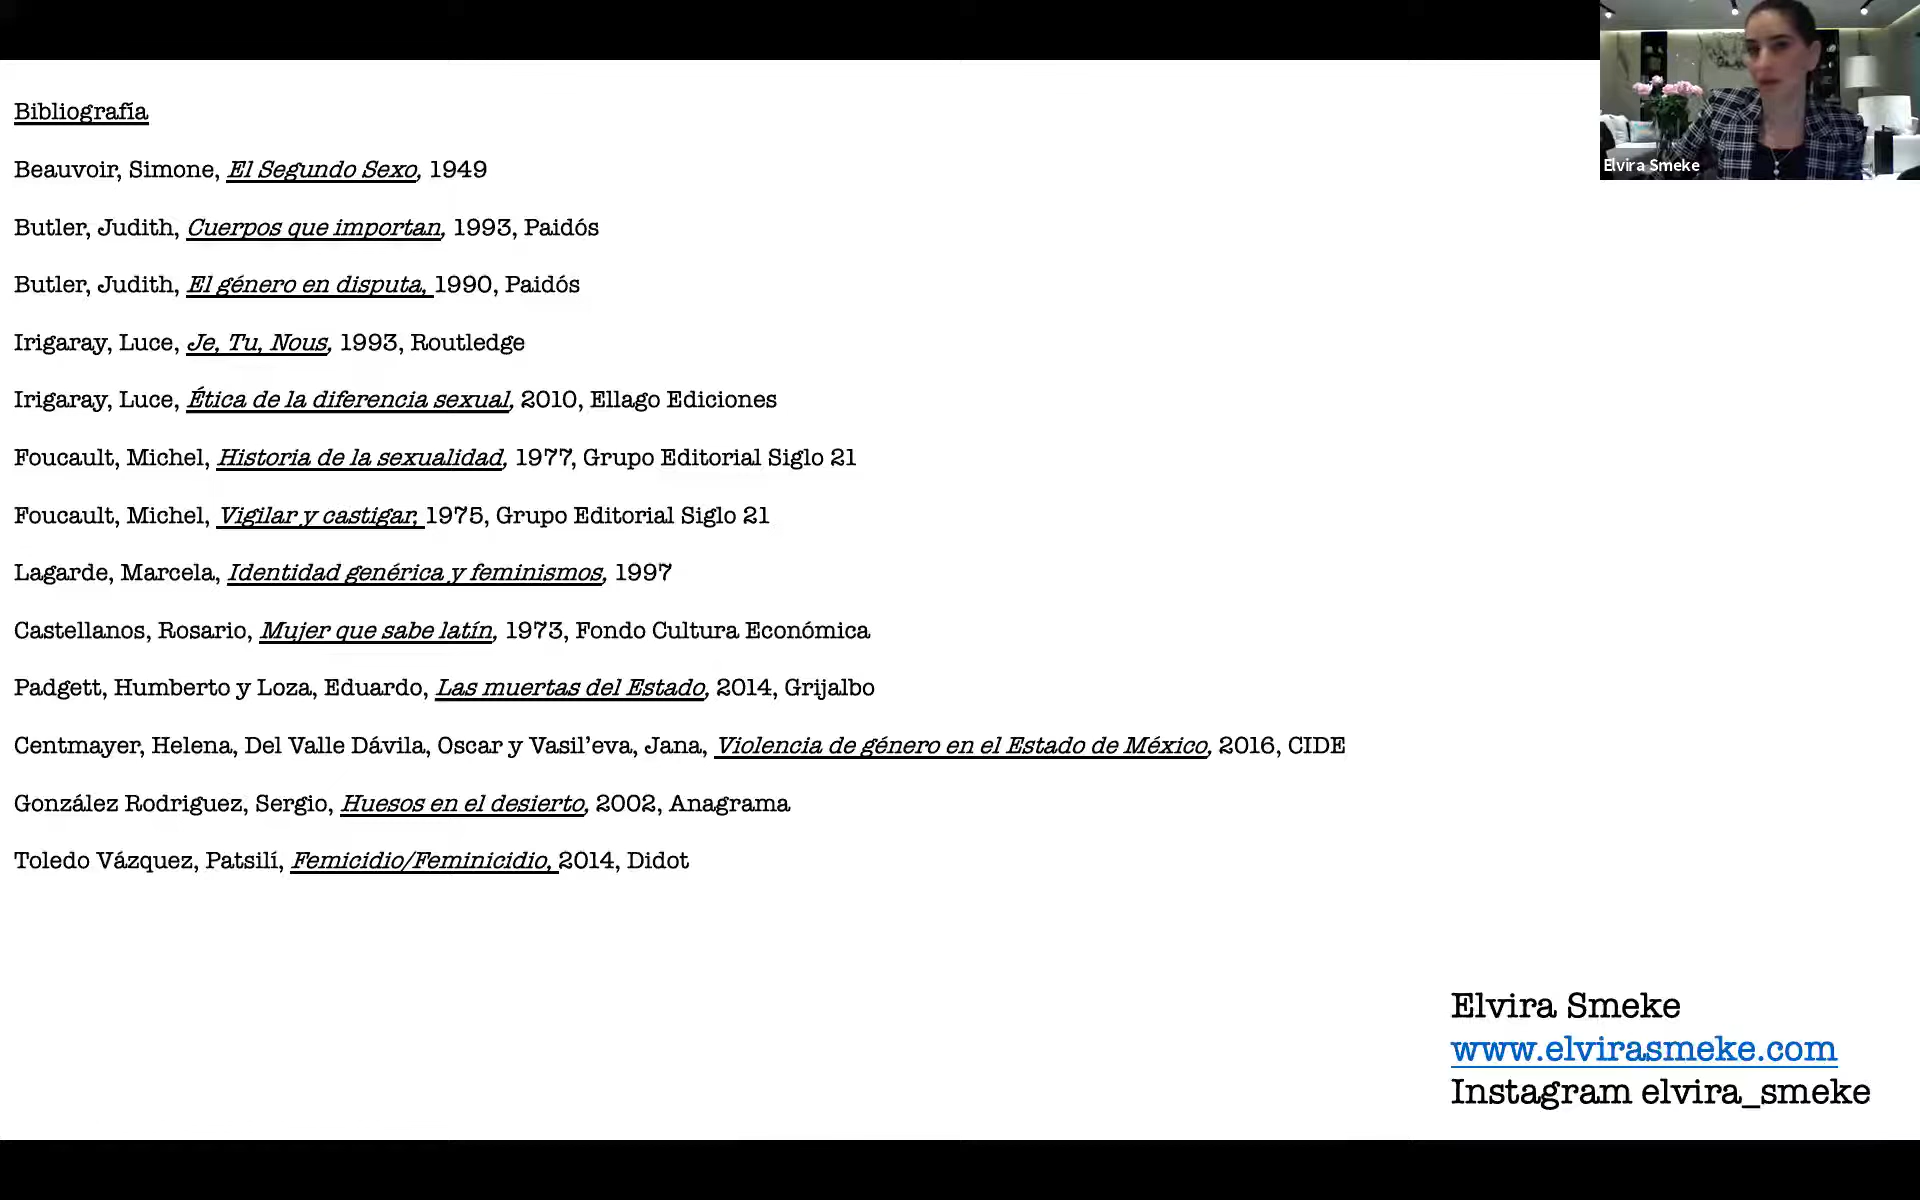 Bibliografía
Beauvoir, Simone, El Segundo Sexo, 1949
Butler, Judith, Cuerpos que importan, 1993, Paidós
Butler, Judith, El género en disputa, 1990, Paidós
Irigaray, Luce, Je, Tu, Nous, 1993, Routledge
Irigaray, Luce, Ética de la diferencia sexual, 2010, Ellago Ediciones
Foucault, Michel, Historia de la sexualidad, 1977, Grupo Editorial Siglo 21
Foucault, Michel, Vigilar y castigar, 1975, Grupo Editorial Siglo 21
Lagarde, Marcela, Identidad genérica y feminismos, 1997
Castellanos, Rosario, Mujer que sabe latín, 1973, Fondo Cultura Económica
Padgett, Humberto y Loza, Eduardo, Las muertas del Estado, 2014, Grijalbo
Centmayer, Helena, Del Valle Dávila, Oscar y Vasil’eva, Jana, Violencia de género en el Estado de México, 2016, CIDE
González Rodriguez, Sergio, Huesos en el desierto, 2002, Anagrama
Toledo Vázquez, Patsilí, Femicidio/Feminicidio, 2014, Didot
Elvira Smeke
Elvira Smeke
www.elvirasmeke.com
Instagram elvira_smeke